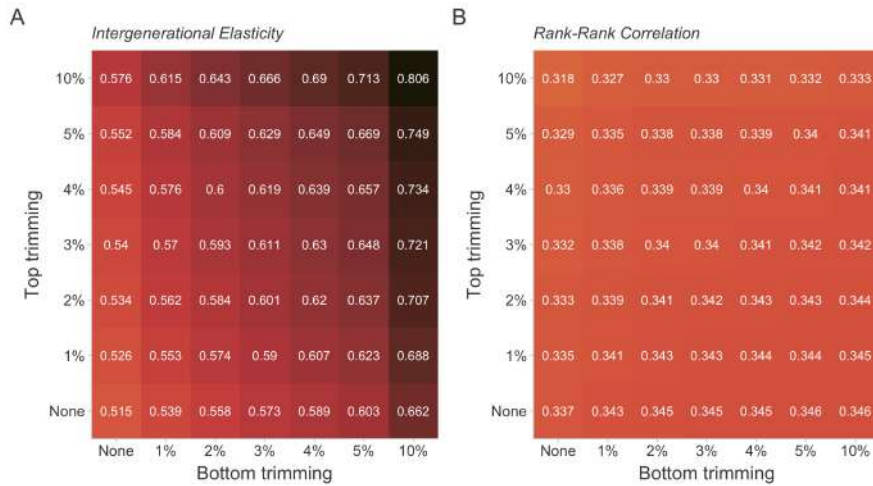 A
Intergenerational Elasticity
10% 0.576 0.615 0.643 0.666 0.69 0.713 0.806
5% 0.552 0.584 0.609 0.629 0.649 0.669 0.749
4% 0.545 0.576 0.6 0.619 0.639 0.657 0.734
3% 0.54 0.57 0.593 0.611 0.63 0.648 0.721
2% 0.534 0.562 0.584 0.601 0.62 0.637 0.707
1% 0.526 0.553 0.574 0.59 0.607 0.623 0.688
None 0.515 0.539 0.558 0.573 0.589 0.603 0.662
None 1% 2% 3% 4% 5% 10%
Bottom trimming
Top trimming
B
Rank-Rank Correlation
10% 0.318 0.327 0.33 0.33 0.331 0.332 0.333
5% 0.329 0.335 0.338 0.338 0.339 0.34 0.341
4% 0.33 0.336 0.339 0.339 0.34 0.341 0.341
3% 0.332 0.338 0.34 0.34 0.341 0.342 0.342
2% 0.333 0.339 0.341 0.342 0.343 0.343 0.344
1% 0.335 0.341 0.343 0.343 0.344 0.344 0.345
None 0.337 0.343 0.345 0.345 0.345 0.346 0.346
None 1% 2% 3% 4% 5% 10%
Bottom trimming
Top trimming